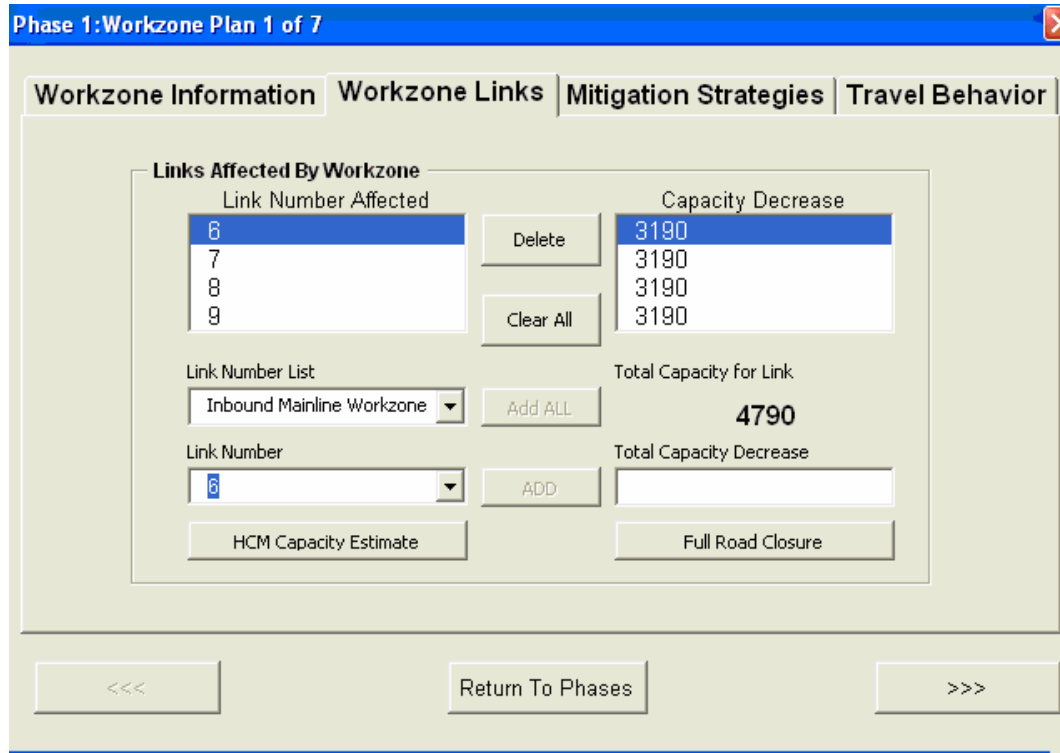 Phase 1:Workzone Plan 1 of 7
Workzone Information Workzone Links Mitigation Strategies Travel Behavior
Links Affected By Workzone
Link Number Affected Capacity Decrease
6 3190
7 3190
8 3190
9 3190
Delete
Clear All
Link Number List Total Capacity for Link
Inbound Mainline Workzone Add ALL 4790
Link Number Total Capacity Decrease
6 ADD
HCM Capacity Estimate Full Road Closure
<<< Return To Phases >>>